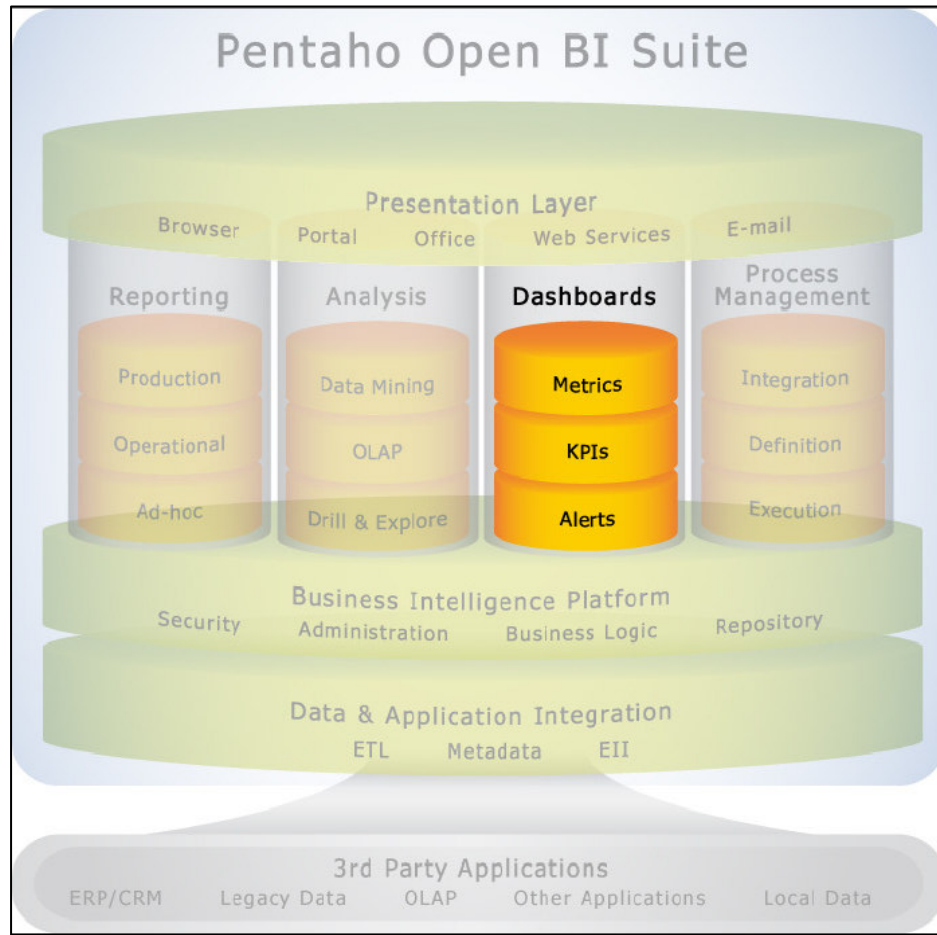 Pentaho Open BI Suite
Presentation Layer
Browser Portal Office Web Services E-mail
Reporting Analysis Dashboards Process Management
Production Data Mining Metrics Integration
Operational OLAP KPIs Definition
Ad-hoc Drill & Explore Alerts Execution
Business Intelligence Platform
Security Administration Business Logic Repository
Data & Application Integration
ETL Metadata EII
3rd Party Applications
ERP/CRM Legacy Data OLAP Other Applications Local Data